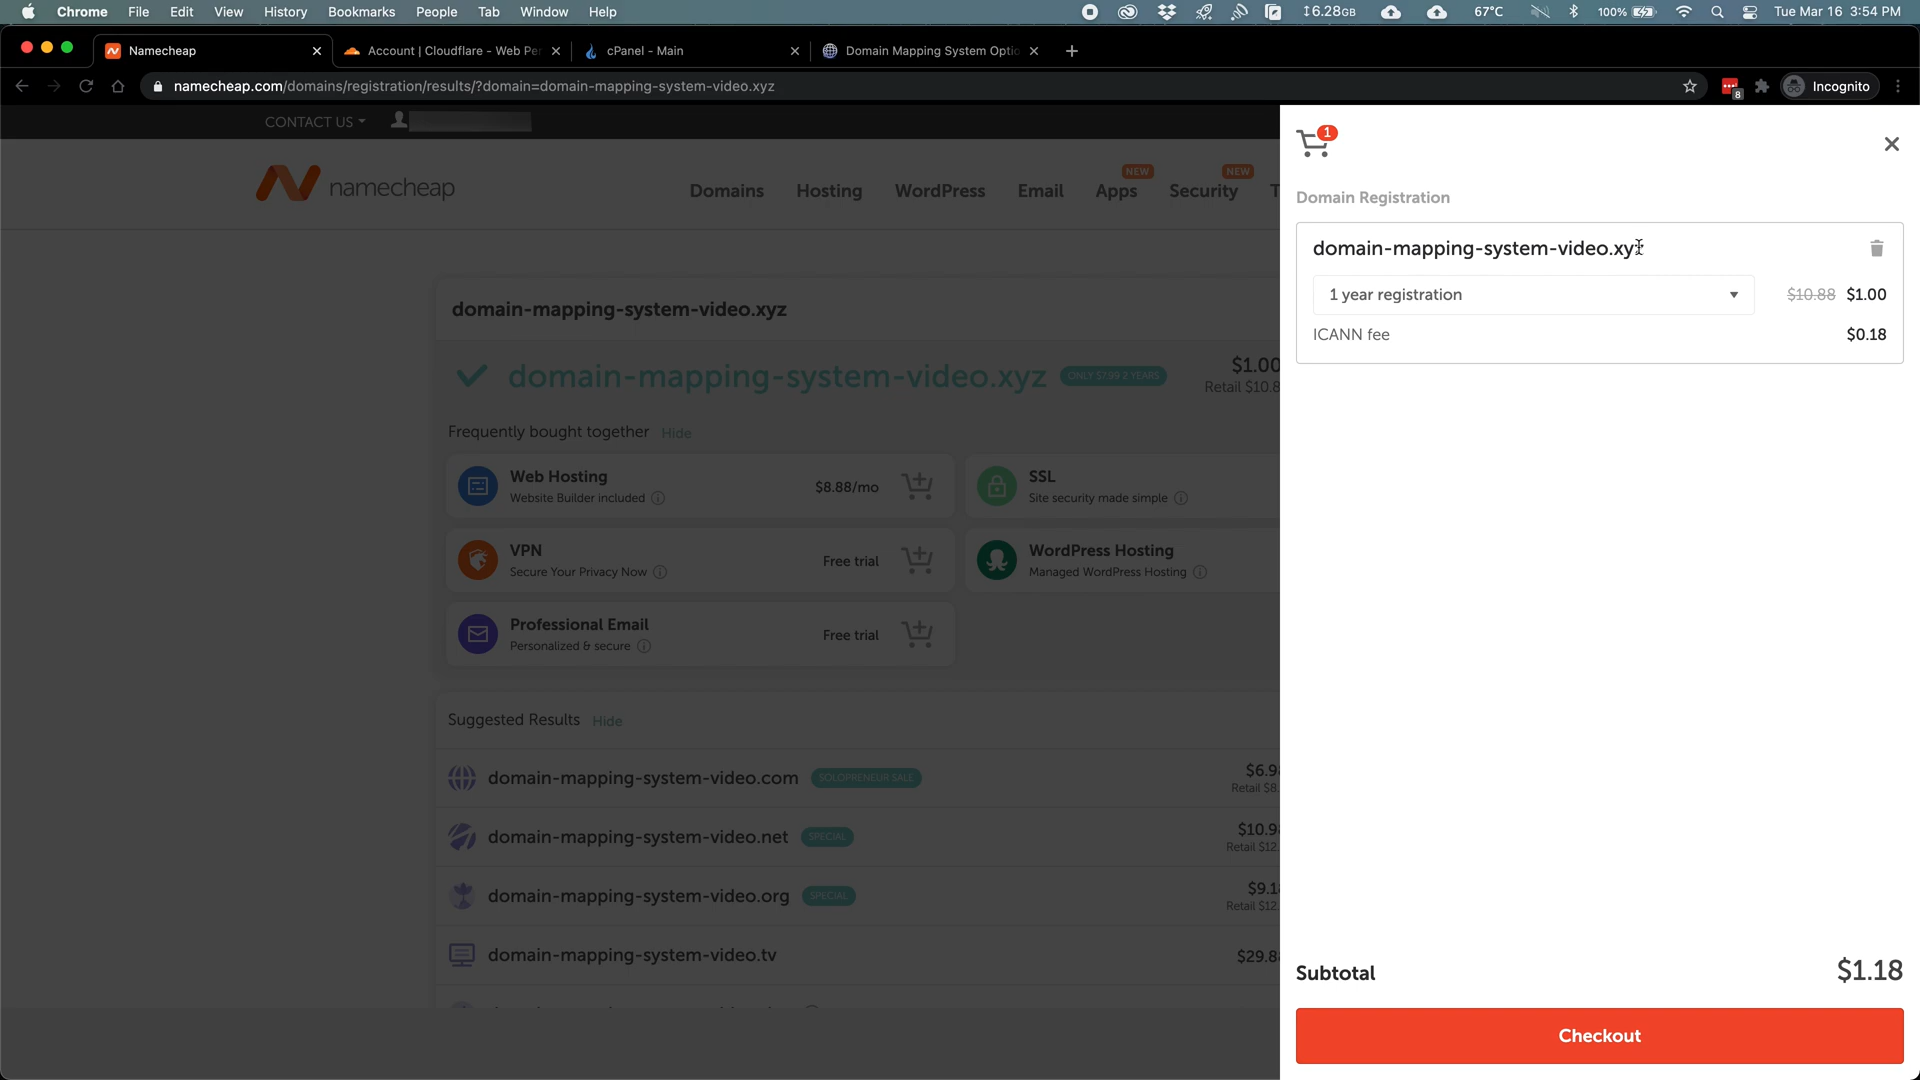 Chrome File Edit View History Bookmarks People Tab Window Help
6.28GB 67°C 100% Tue Mar 16 3:54 PM
Namecheap
Account | Cloudflare - Web Per
cPanel - Main
Domain Mapping System Optio
namecheap.com/domains/registration/results/?domain=domain-mapping-system-video.xyz
8
Incognito
CONTACT US
namecheap
NEW NEW
Domains Hosting WordPress Email Apps Security T
domain-mapping-system-video.xyz
domain-mapping-system-video.xyz ONLY $7.99 2 YEARS $1.00
Retail $10.8
Frequently bought together Hide
Web Hosting
Website Builder included
$8.88/mo
SSL
Site security made simple
VPN
Secure Your Privacy Now
Free trial
WordPress Hosting
Managed WordPress Hosting
Professional Email
Personalized & secure
Free trial
Suggested Results Hide
domain-mapping-system-video.com SOLOPRENEUR SALE $6.98
Retail $8.
domain-mapping-system-video.net SPECIAL $10.98
Retail $12.
domain-mapping-system-video.org SPECIAL $9.18
Retail $12.
domain-mapping-system-video.tv $29.88
1
Domain Registration
domain-mapping-system-video.xyz
1 year registration $10.88 $1.00
ICANN fee $0.18
Subtotal $1.18
Checkout